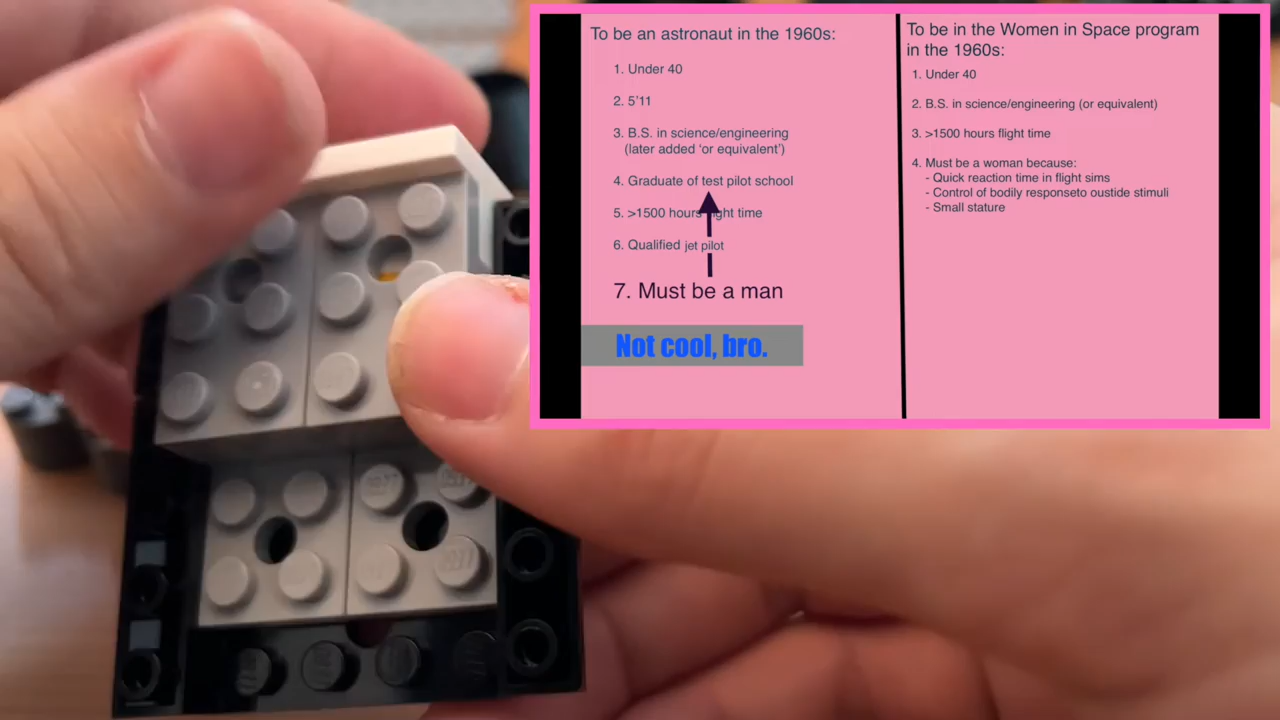 To be an astronaut in the 1960s:
1. Under 40
2. 5'11
3. B.S. in science/engineering
(later added 'or equivalent')
4. Graduate of test pilot school
5. >1500 hours ght time
6. Qualified jet pilot
7. Must be a man
Not cool, bro.
To be in the Women in Space program
in the 1960s:
1. Under 40
2. B.S. in science/engineering (or equivalent)
3. >1500 hours flight time
4. Must be a woman because:
- Quick reaction time in flight sims
- Control of bodily responseto oustide stimuli
- Small stature